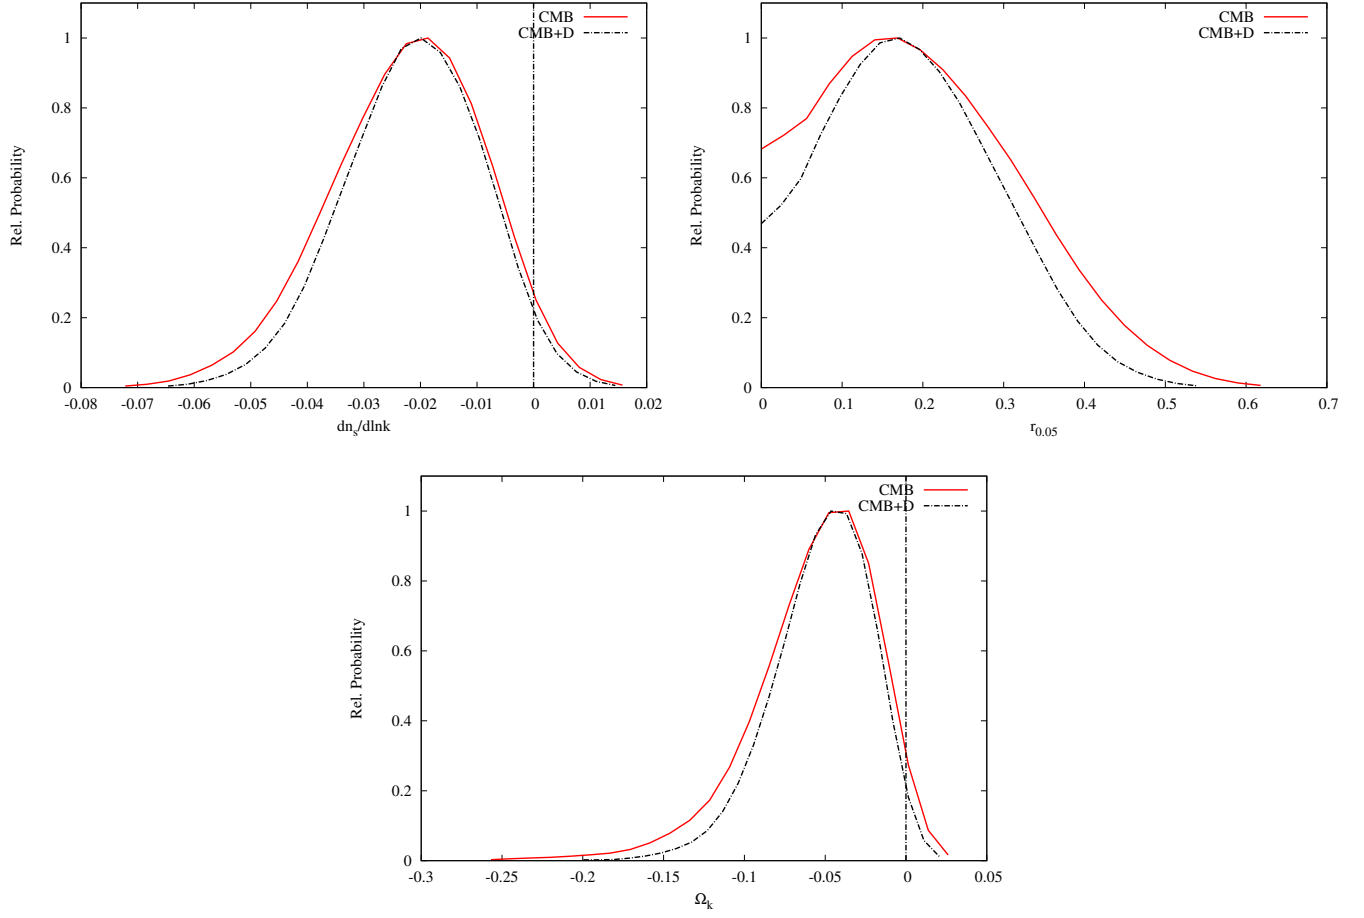 CMB
CMB+D
1
0.8
0.6
0.4
0.2
0
Rel. Probability
-0.08 -0.07 -0.06 -0.05 -0.04 -0.03 -0.02 -0.01 0 0.01 0.02
dn_s/dlnk
CMB
CMB+D
1
0.8
0.6
0.4
0.2
0
Rel. Probability
0 0.1 0.2 0.3 0.4 0.5 0.6 0.7
r_0.05
CMB
CMB+D
1
0.8
0.6
0.4
0.2
0
Rel. Probability
-0.3 -0.25 -0.2 -0.15 -0.1 -0.05 0 0.05
Ω_k